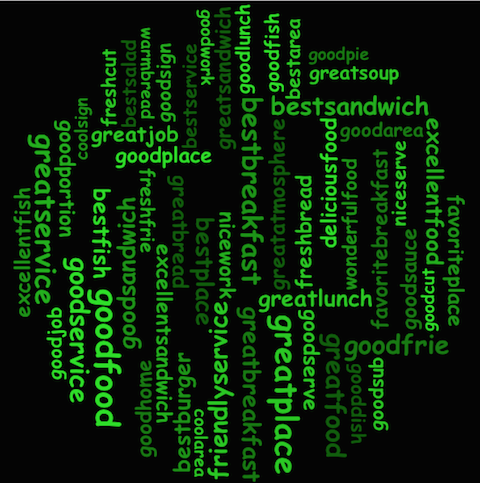 goodwork
goodlunch
goodfish
bestarea
greatsandwich
bestsalad
warmbread
goodsign
bestservice
freshcut
goodpie
greatsoup
coolsign
bestsandwich
greatjob
goodarea
goodplace
goodportion
greatservice
excellentfish
bestbreakfast
greatatmosphere
deliciousfood
wonderfulfood
favoritebreakfast
niceserve
excellentfood
favoriteplace
goodsauce
goodcut
freshbread
freshfrie
greatbread
bestplace
nicework
bestfish
goodsandwich
excellentsandwich
goodservice
goodjob
goodfood
greatlunch
friendlyservice
greatbreakfast
greatplace
goodserve
goodfrie
greatfood
gooddish
goodsub
goodhome
bestburger
coolarea